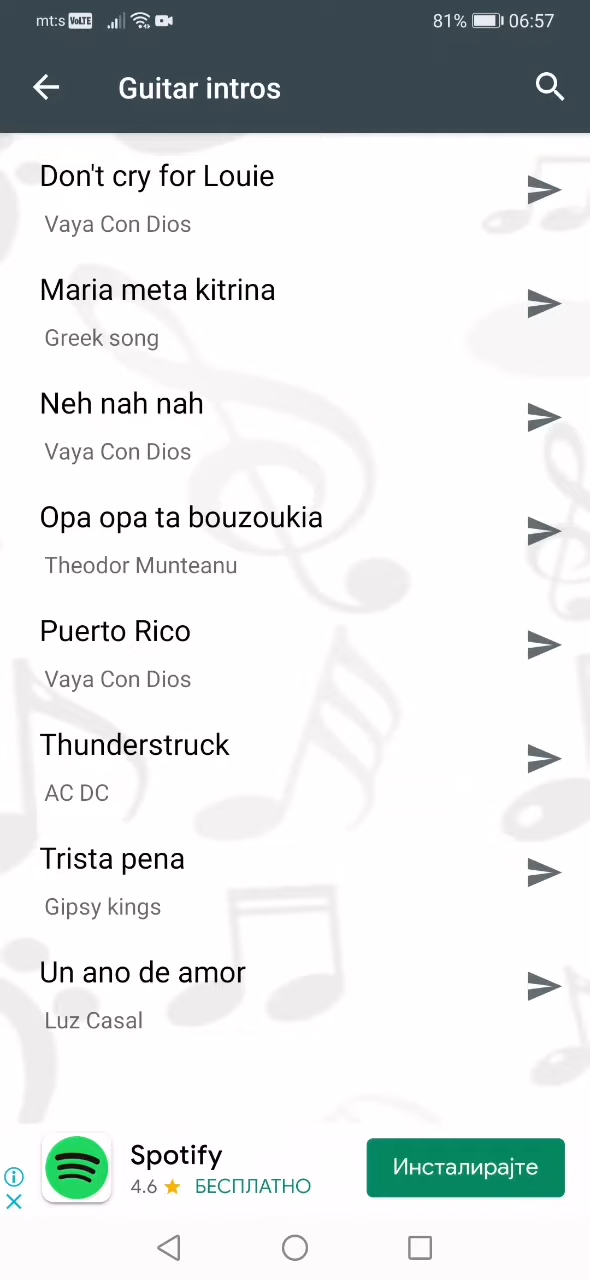 mt:s VoLTE 81% 06:57
Guitar intros
Don't cry for Louie
Vaya Con Dios
Maria meta kitrina
Greek song
Neh nah nah
Vaya Con Dios
Opa opa ta bouzoukia
Theodor Munteanu
Puerto Rico
Vaya Con Dios
Thunderstruck
AC DC
Trista pena
Gipsy kings
Un ano de amor
Luz Casal
Spotify
4.6 БЕСПЛАТНО
Инсталирајте